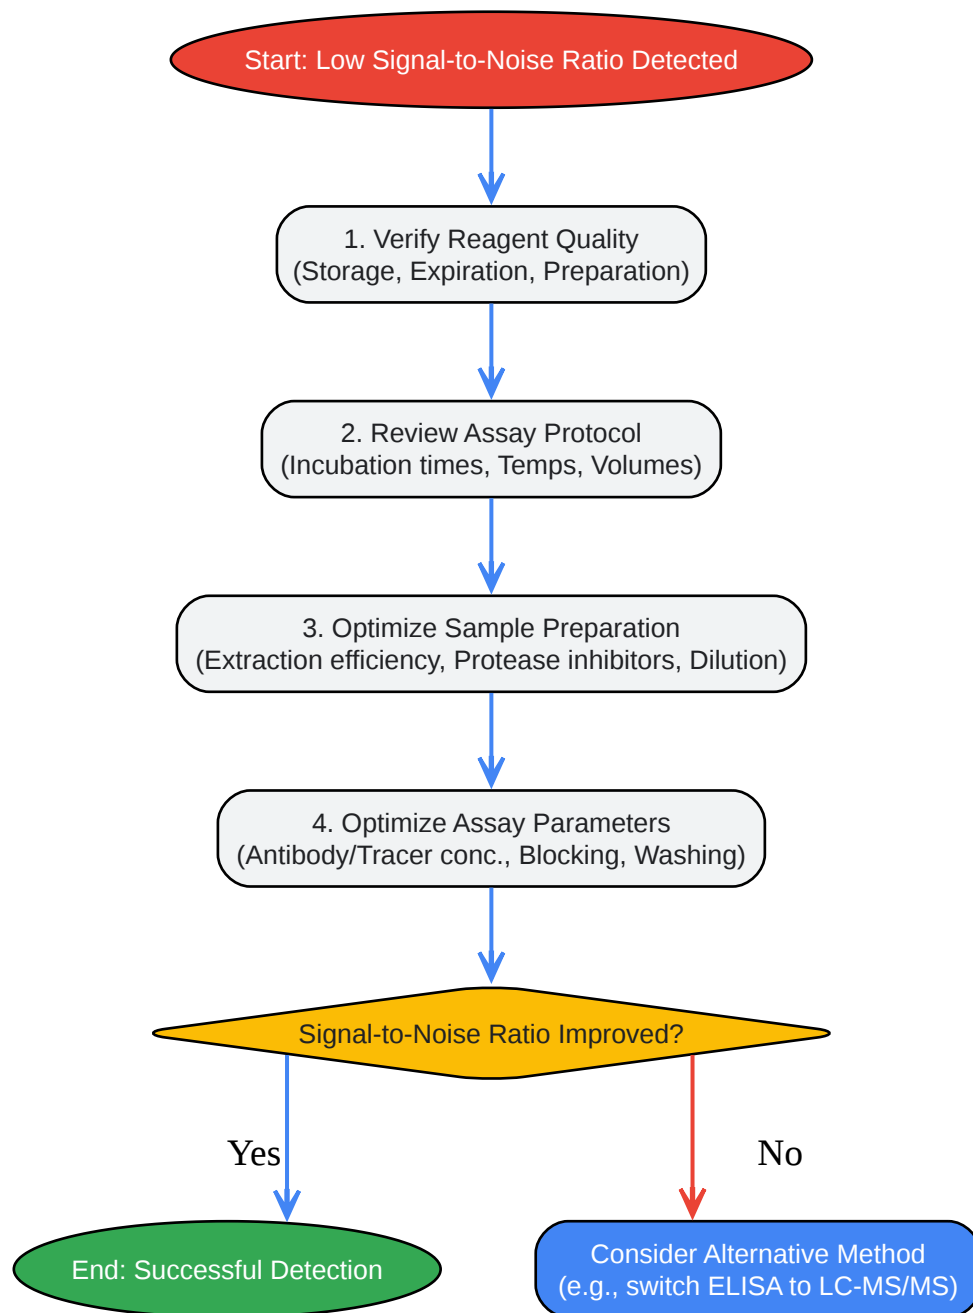 Start: Low Signal-to-Noise Ratio Detected
1. Verify Reagent Quality
(Storage, Expiration, Preparation)
2. Review Assay Protocol
(Incubation times, Temps, Volumes)
3. Optimize Sample Preparation
(Extraction efficiency, Protease inhibitors, Dilution)
4. Optimize Assay Parameters
(Antibody/Tracer conc., Blocking, Washing)
Signal-to-Noise Ratio Improved?
Yes
No
End: Successful Detection
Consider Alternative Method
(e.g., switch ELISA to LC-MS/MS)